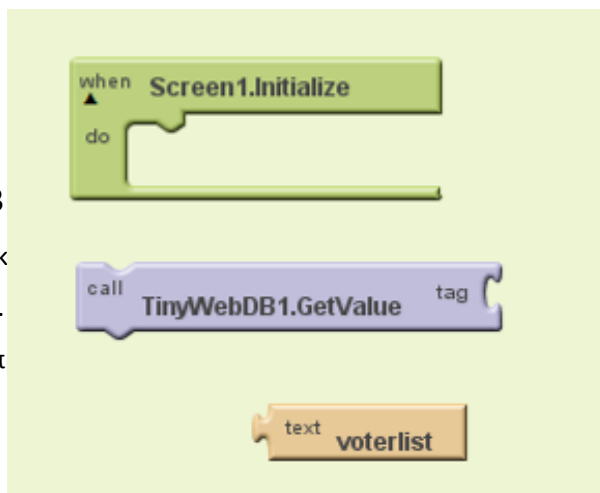 when Screen1.Initialize
do
call TinyWebDB1.GetValue tag
text voterlist